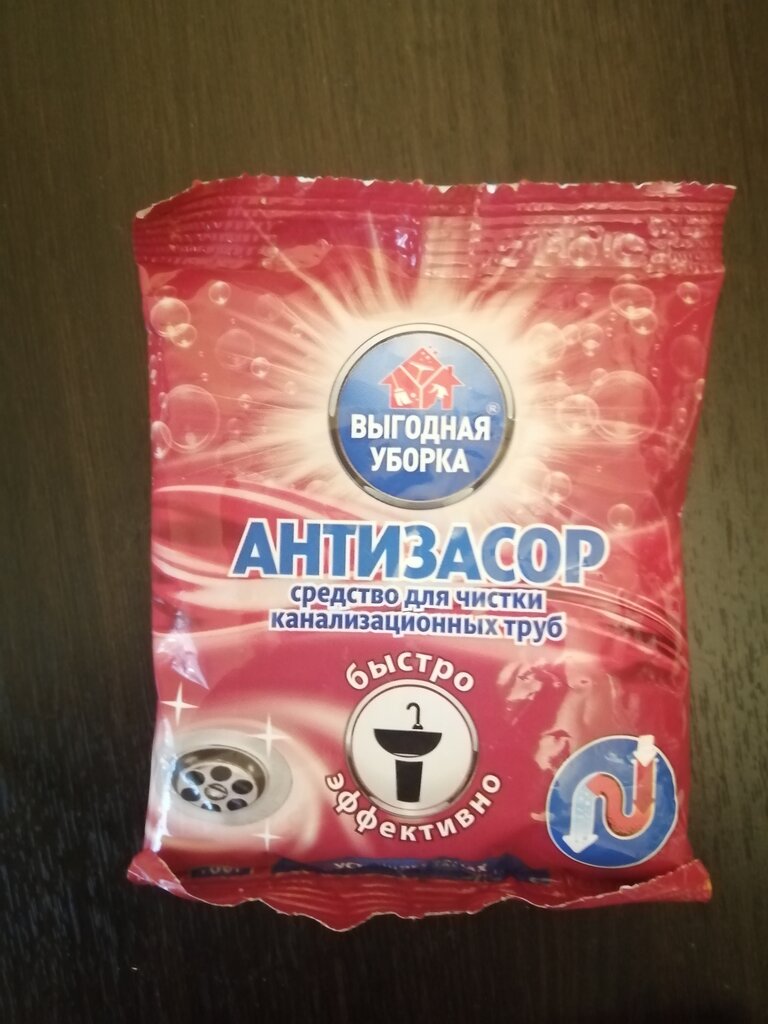 ВЫГОДНАЯ
УБОРКА
®
АНТИЗАСОР
средство для чистки
канализационных труб
быстро
эффективно